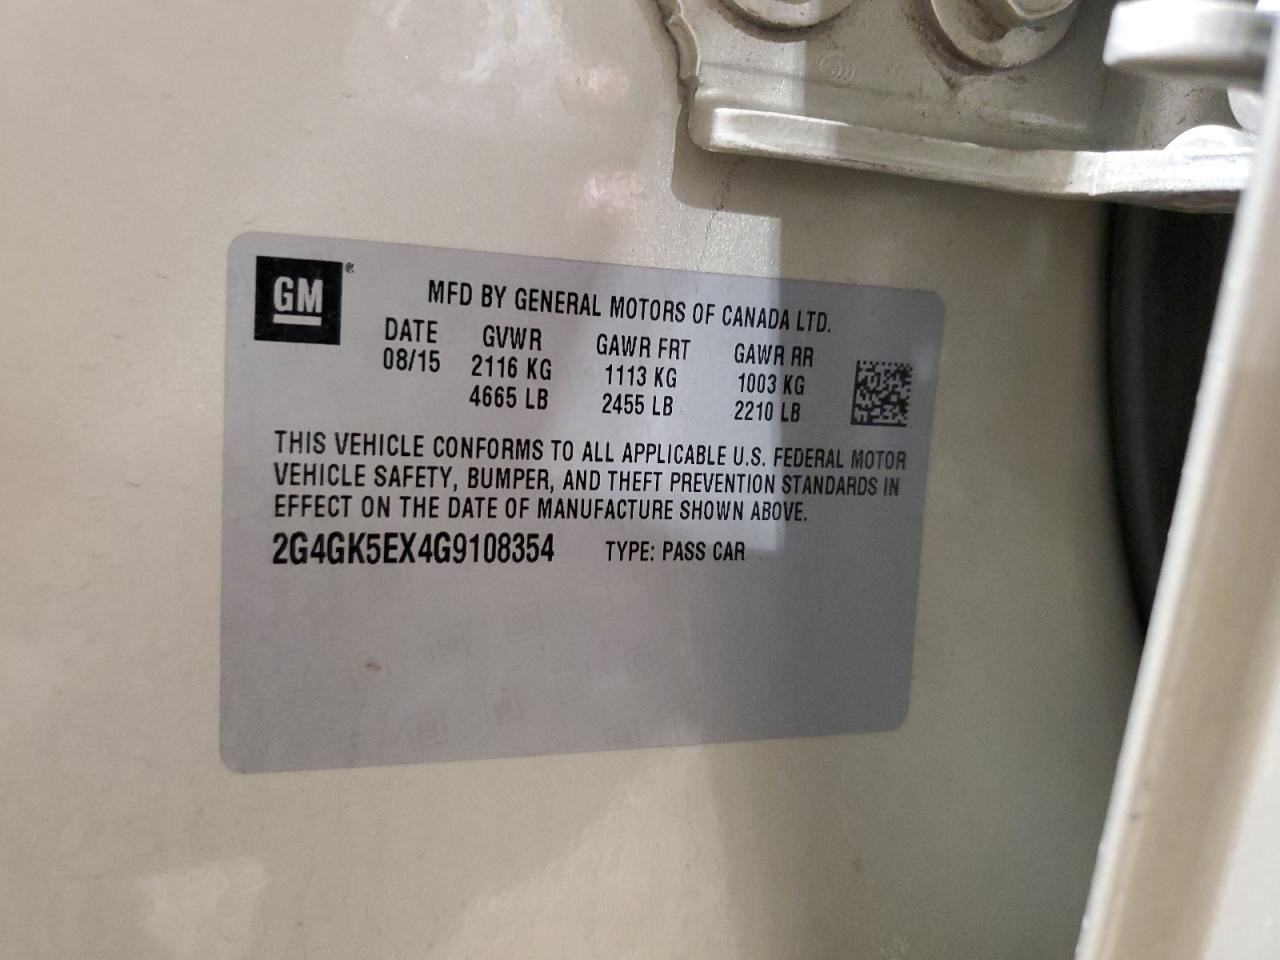 GM ®
MFD BY GENERAL MOTORS OF CANADA LTD.
DATE GVWR GAWR FRT GAWR RR
08/15 2116 KG 1113 KG 1003 KG
4665 LB 2455 LB 2210 LB
THIS VEHICLE CONFORMS TO ALL APPLICABLE U.S. FEDERAL MOTOR
VEHICLE SAFETY, BUMPER, AND THEFT PREVENTION STANDARDS IN
EFFECT ON THE DATE OF MANUFACTURE SHOWN ABOVE.
2G4GK5EX4G9108354 TYPE: PASS CAR